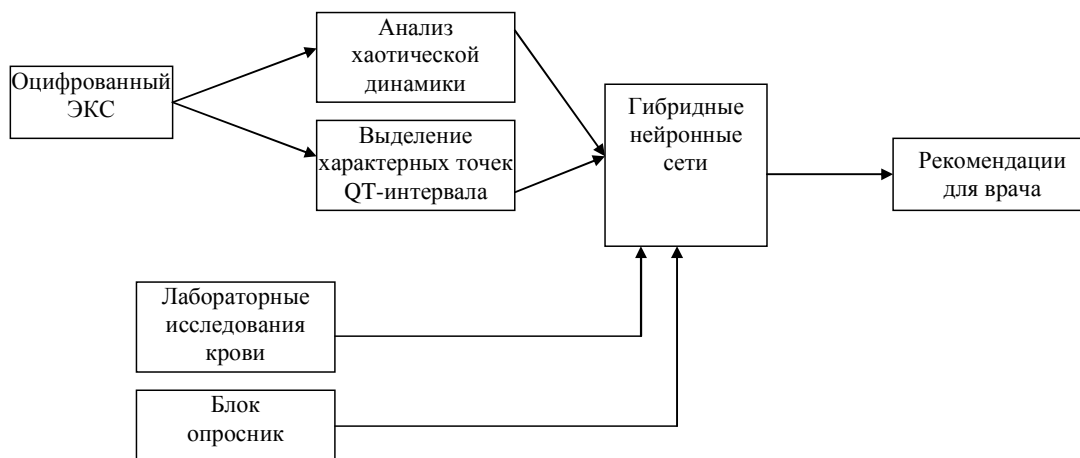 Оцифрованный
ЭКС
Анализ
хаотической
динамики
Выделение
характерных точек
QT-интервала
Гибридные
нейронные
сети
Рекомендации
для врача
Лабораторные
исследования
крови
Блок
опросник